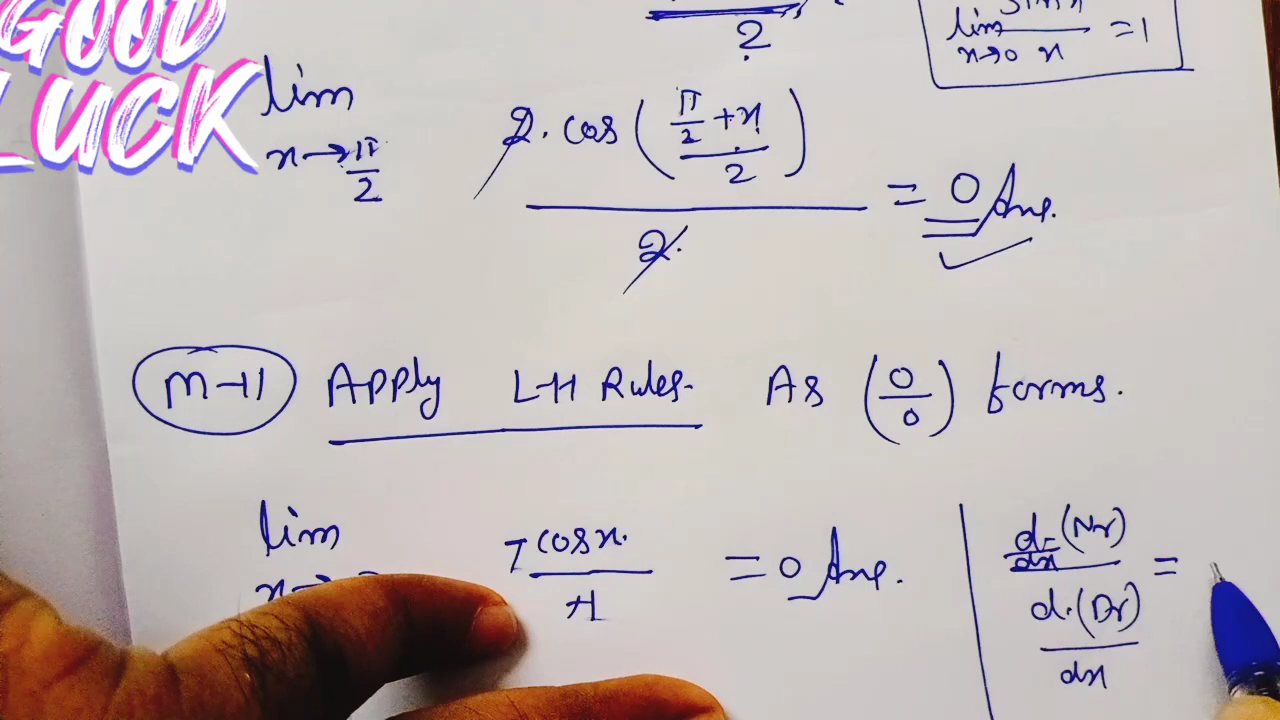 GOOD
LUCK
2
lim sin x / x = 1
x→0
lim 2. cos ( (π/2 + x) / 2 ) / 2. = 0 Ans.
x→π/2
M-II Apply L-H Rules. As (0/0) forms.
lim - cos x. / -1 = 0 Ans.
d/dx (Nr) / d/dx (Dr) =